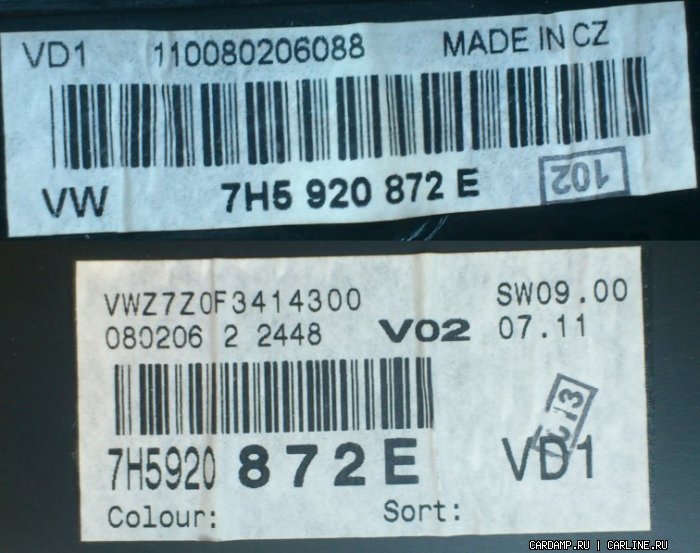 VD1 110080206088 MADE IN CZ
VW 7H5 920 872 E 102
VWZ7Z0F3414300 SW09.00
080206 2 2448 V02 07.11
7H5920 872E VD1
Colour: Sort:
CARDAMP.RU | CARLINE.RU